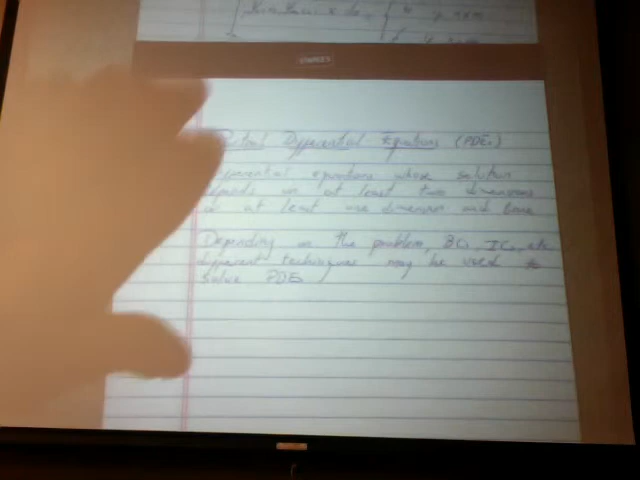 Partial Differential Equations (PDEs)
Differential equations whose solution
depends on at least two dimensions
or at least one dimension and time
Depending on the problem, BCs, ICs, etc
different techniques may be used to
solve PDEs